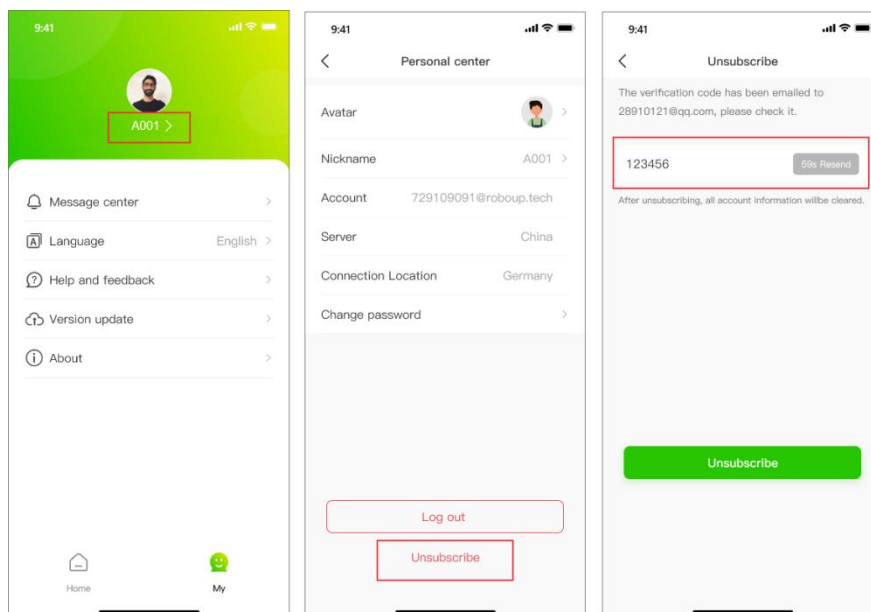 9:41
A001 >
Message center >
A Language English >
? Help and feedback >
Version update >
i About >
Home My
9:41
< Personal center
Avatar >
Nickname A001 >
Account 729109091@roboup.tech
Server China
Connection Location Germany
Change password >
Log out
Unsubscribe
9:41
< Unsubscribe
The verification code has been emailed to
28910121@qq.com, please check it.
123456 59s Resend
After unsubscribing, all account information willbe cleared.
Unsubscribe